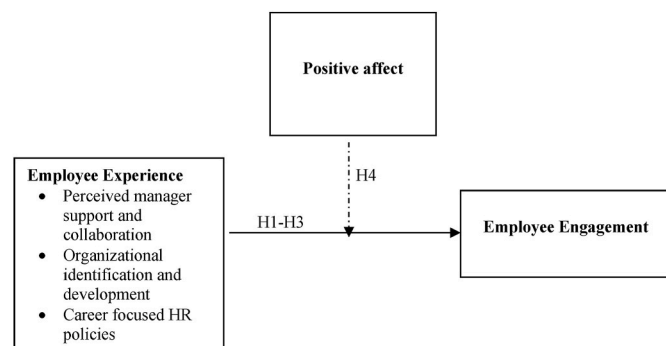 Positive affect
H4
Employee Experience
• Perceived manager
support and
collaboration
• Organizational
identification and
development
• Career focused HR
policies
H1-H3
Employee Engagement